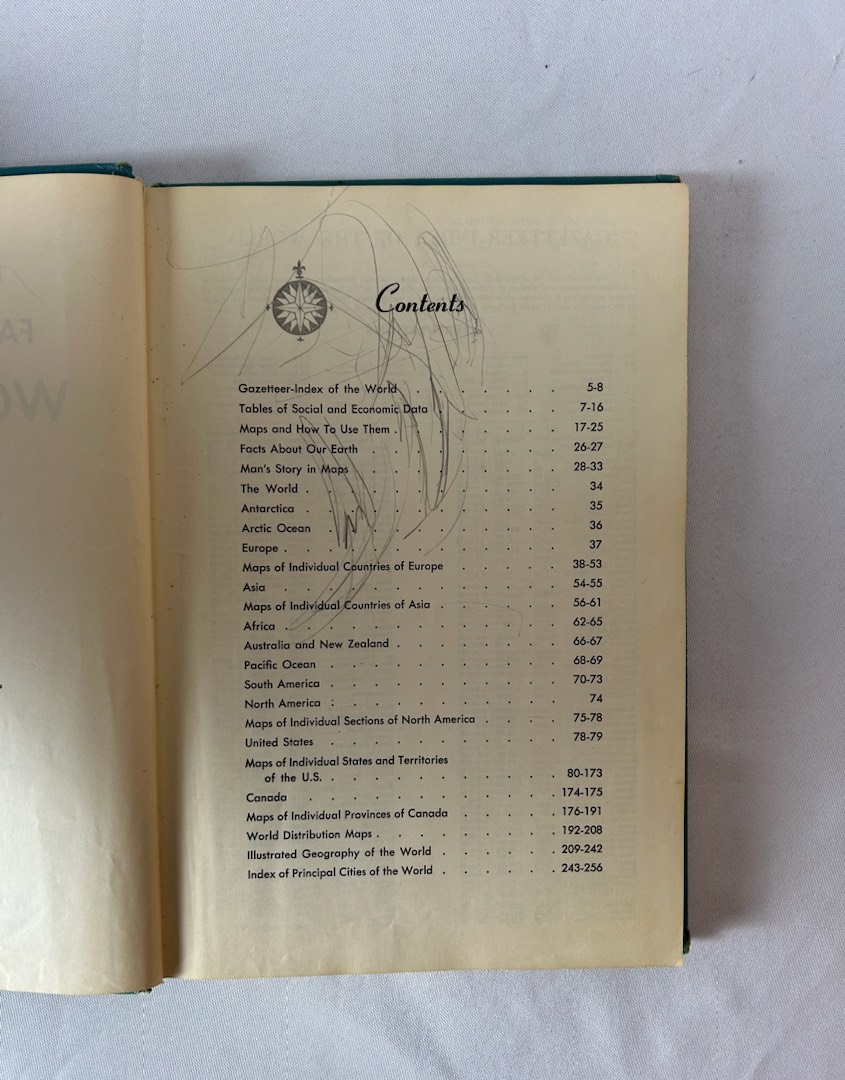 FA
WO
Contents
Gazetteer-Index of the World . . . . . . 5-8
Tables of Social and Economic Data . . . . . . 7-16
Maps and How To Use Them . . . . . . . . 17-25
Facts About Our Earth . . . . . . . . . 26-27
Man's Story in Maps . . . . . . . . . 28-33
The World . . . . . . . . . . . . 34
Antarctica . . . . . . . . . . . . 35
Arctic Ocean . . . . . . . . . . . 36
Europe . . . . . . . . . . . . . 37
Maps of Individual Countries of Europe . . . . . 38-53
Asia . . . . . . . . . . . . . 54-55
Maps of Individual Countries of Asia . . . . . . 56-61
Africa . . . . . . . . . . . . . 62-65
Australia and New Zealand . . . . . . . . 66-67
Pacific Ocean . . . . . . . . . . . 68-69
South America . . . . . . . . . . . 70-73
North America . . . . . . . . . . . 74
Maps of Individual Sections of North America . . . . 75-78
United States . . . . . . . . . . . 78-79
Maps of Individual States and Territories
of the U.S. . . . . . . . . . . . 80-173
Canada . . . . . . . . . . . . 174-175
Maps of Individual Provinces of Canada . . . . . 176-191
World Distribution Maps . . . . . . . . . 192-208
Illustrated Geography of the World . . . . . . 209-242
Index of Principal Cities of the World . . . . . . 243-256